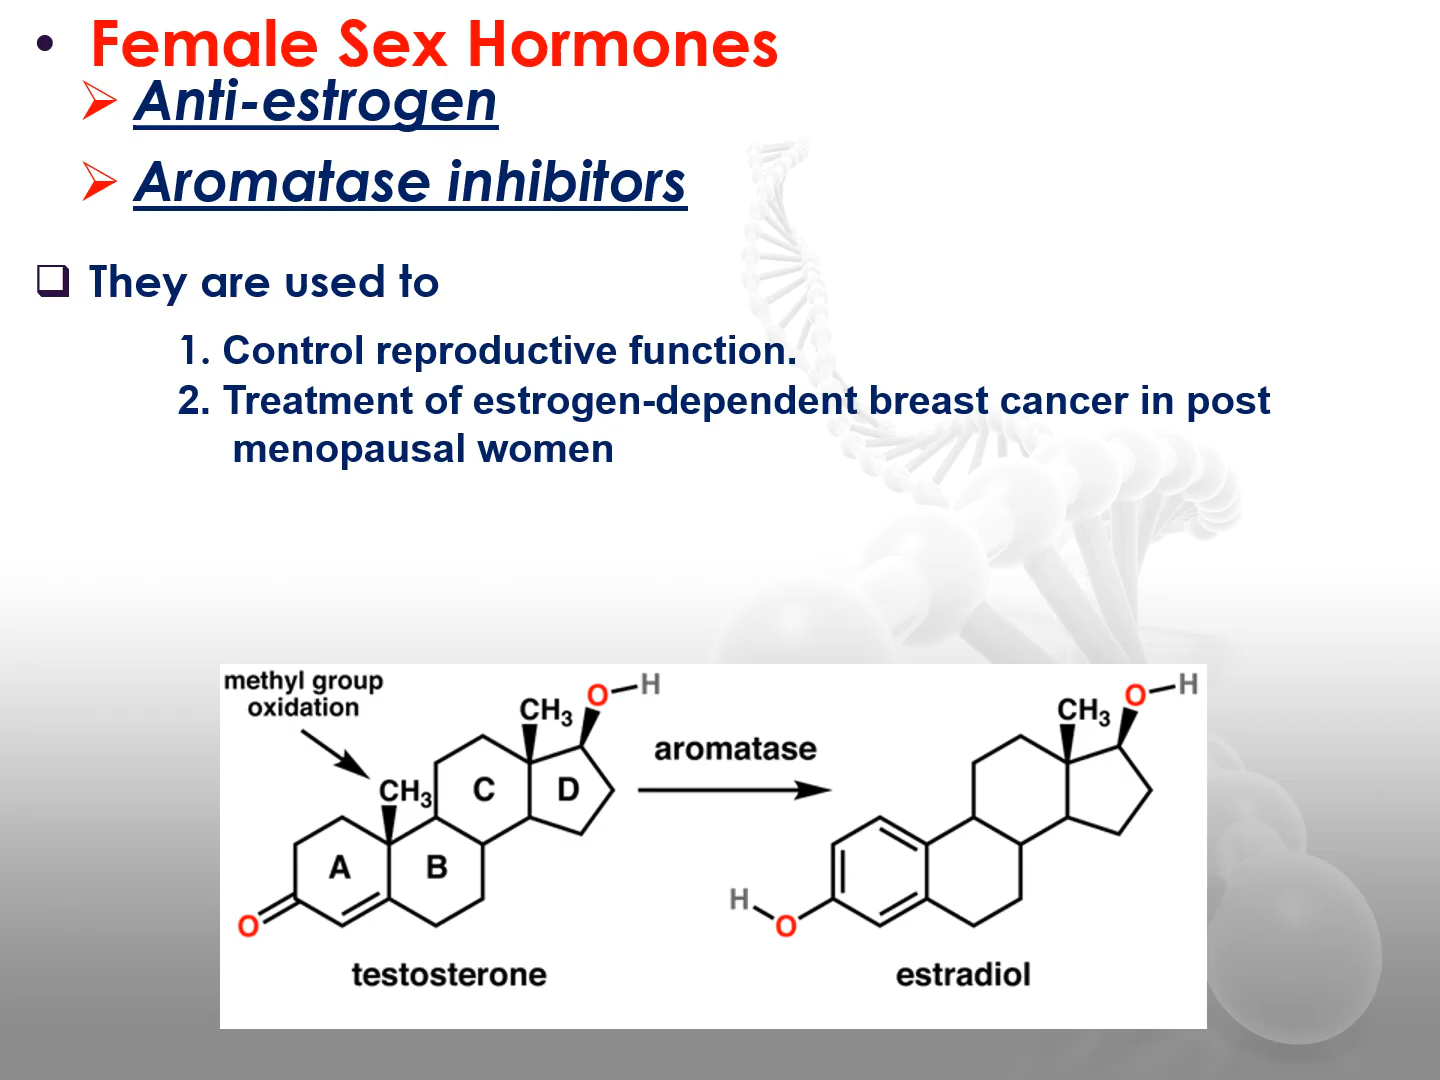 • Female Sex Hormones
➢ Anti-estrogen
➢ Aromatase inhibitors
❑ They are used to
1. Control reproductive function.
2. Treatment of estrogen-dependent breast cancer in post
menopausal women
methyl group
oxidation
CH3
O–H
CH3
C
D
A
B
O
testosterone
aromatase
CH3
O–H
H
O
estradiol